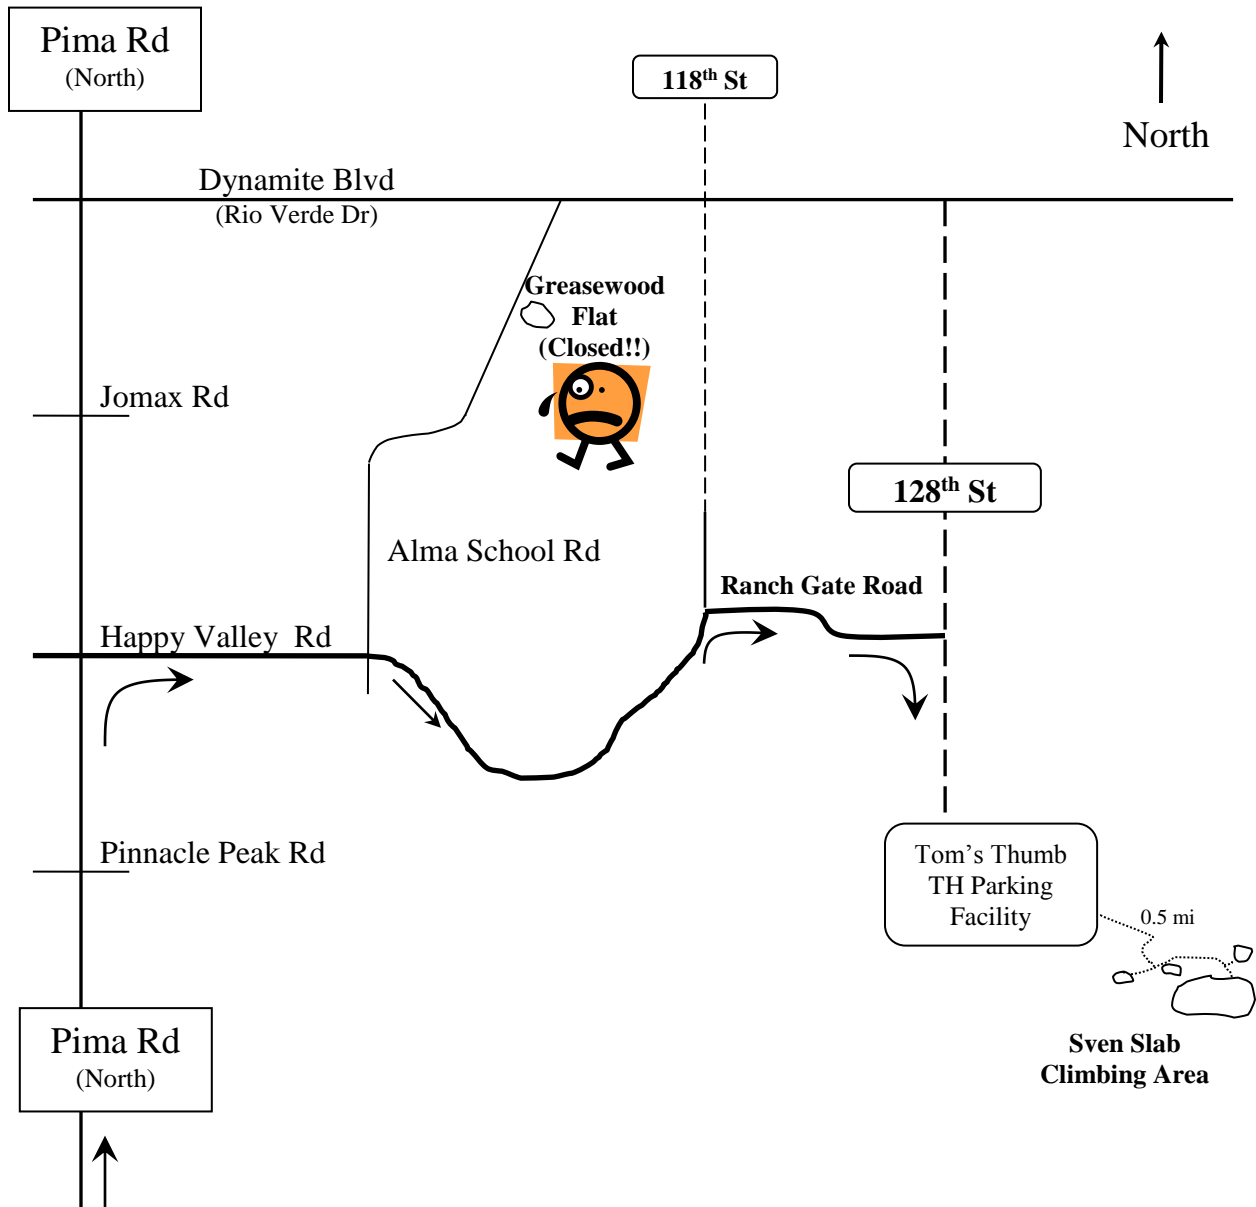 Pima Rd
(North)
118th St
North
Dynamite Blvd
(Rio Verde Dr)
Greasewood
Flat
(Closed!!)
Jomax Rd
128th St
Alma School Rd
Ranch Gate Road
Happy Valley  Rd
Pinnacle Peak Rd
Tom’s Thumb
TH Parking
Facility
0.5 mi
Pima Rd
(North)
Sven Slab
Climbing Area